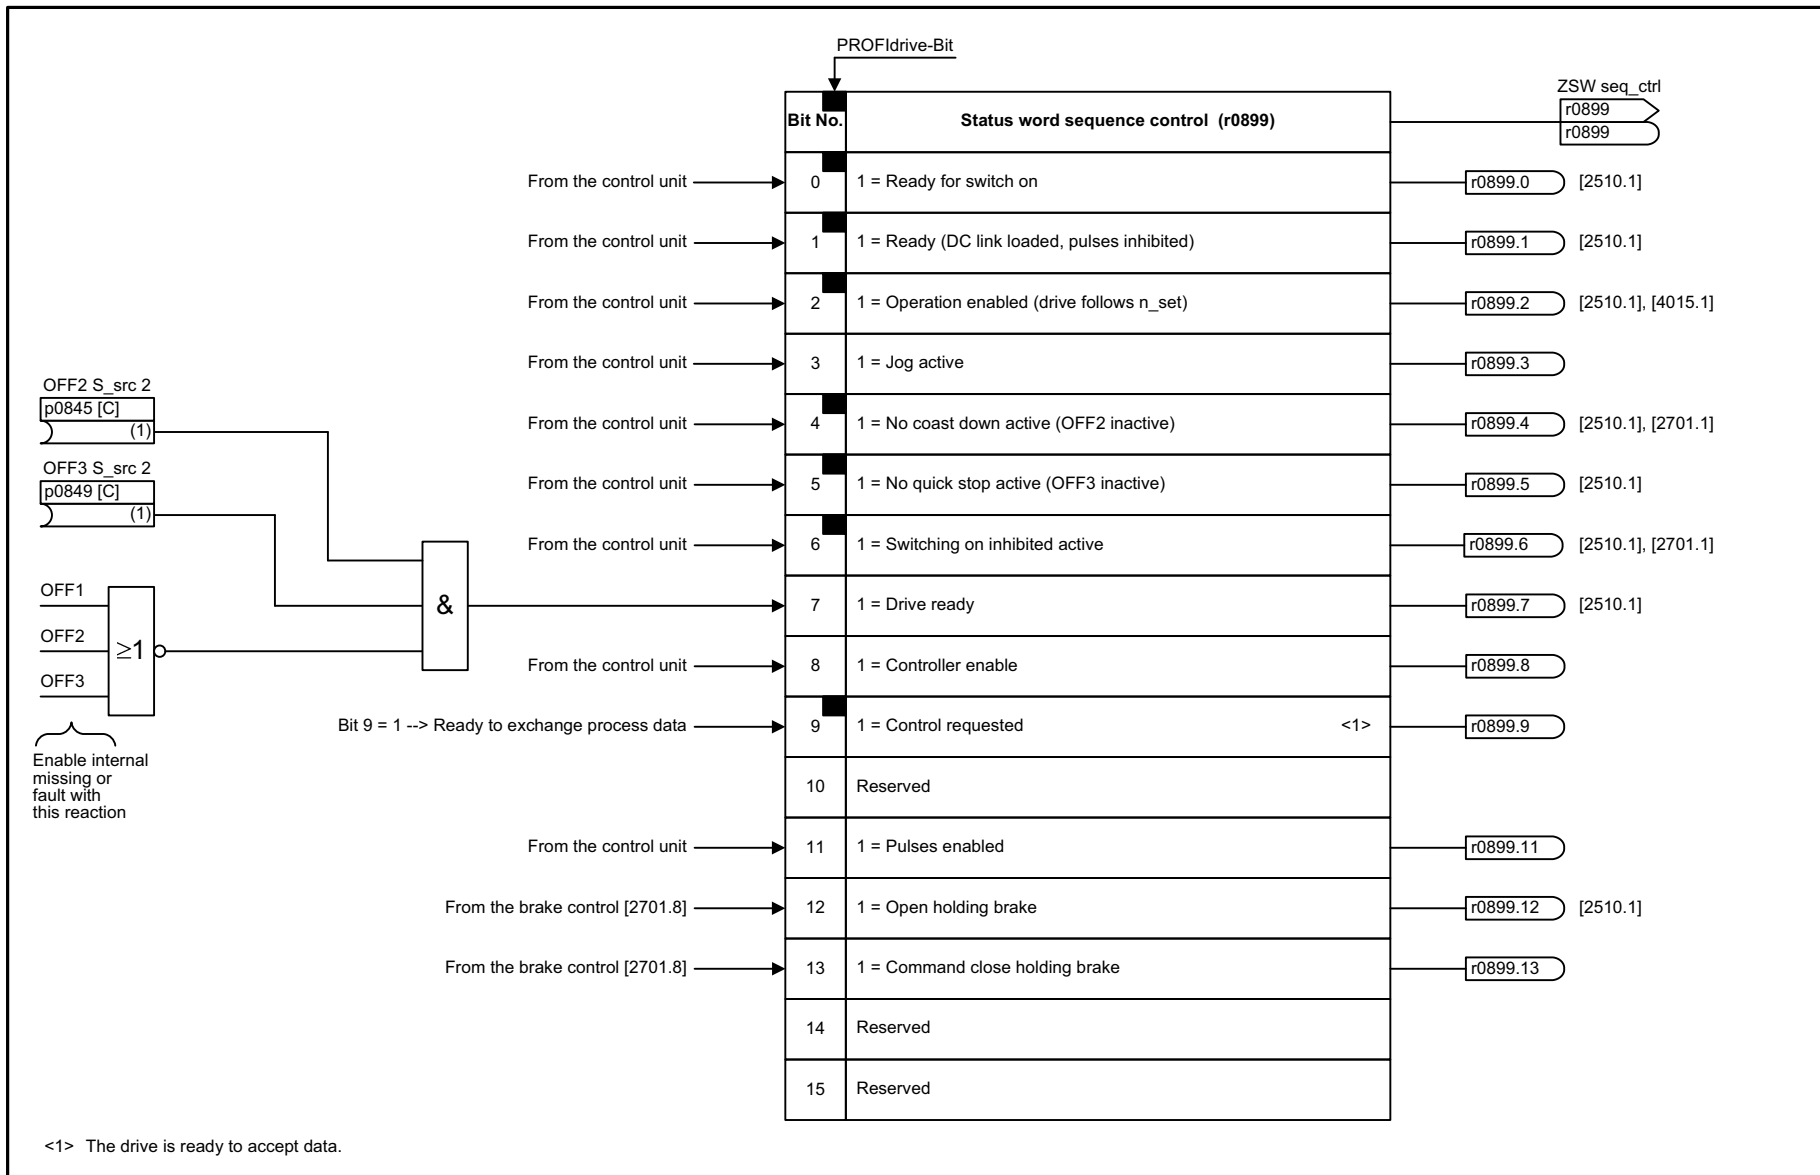 PROFIdrive-Bit
ZSW seq_ctrl
r0899
r0899
Bit No. Status word sequence control (r0899)
From the control unit 0 1 = Ready for switch on r0899.0 [2510.1]
From the control unit 1 1 = Ready (DC link loaded, pulses inhibited) r0899.1 [2510.1]
From the control unit 2 1 = Operation enabled (drive follows n_set) r0899.2 [2510.1], [4015.1]
From the control unit 3 1 = Jog active r0899.3
OFF2 S_src 2
p0845 [C]
(1)
From the control unit 4 1 = No coast down active (OFF2 inactive) r0899.4 [2510.1], [2701.1]
OFF3 S_src 2
p0849 [C]
(1)
From the control unit 5 1 = No quick stop active (OFF3 inactive) r0899.5 [2510.1]
From the control unit 6 1 = Switching on inhibited active r0899.6 [2510.1], [2701.1]
OFF1
OFF2
OFF3
≥1
&
7 1 = Drive ready r0899.7 [2510.1]
From the control unit 8 1 = Controller enable r0899.8
Bit 9 = 1 --> Ready to exchange process data 9 1 = Control requested <1> r0899.9
Enable internal
missing or
fault with
this reaction
10 Reserved
From the control unit 11 1 = Pulses enabled r0899.11
From the brake control [2701.8] 12 1 = Open holding brake r0899.12 [2510.1]
From the brake control [2701.8] 13 1 = Command close holding brake r0899.13
14 Reserved
15 Reserved
<1> The drive is ready to accept data.